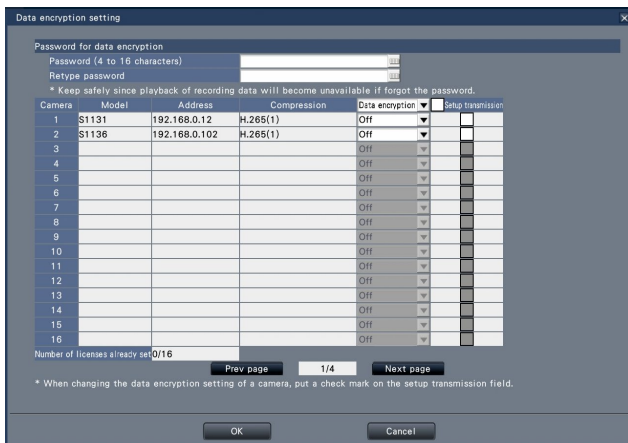 Data encryption setting
Password for data encryption
Password (4 to 16 characters)
Retype password
* Keep safely since playback of recording data will become unavailable if forgot the password.
Camera Model Address Compression Data encryption Setup transmission
1 S1131 192.168.0.12 H.265(1) Off
2 S1136 192.168.0.102 H.265(1) Off
3 Off
4 Off
5 Off
6 Off
7 Off
8 Off
9 Off
10 Off
11 Off
12 Off
13 Off
14 Off
15 Off
16 Off
Number of licenses already set 0/16
Prev page 1/4 Next page
* When changing the data encryption setting of a camera, put a check mark on the setup transmission field.
OK Cancel